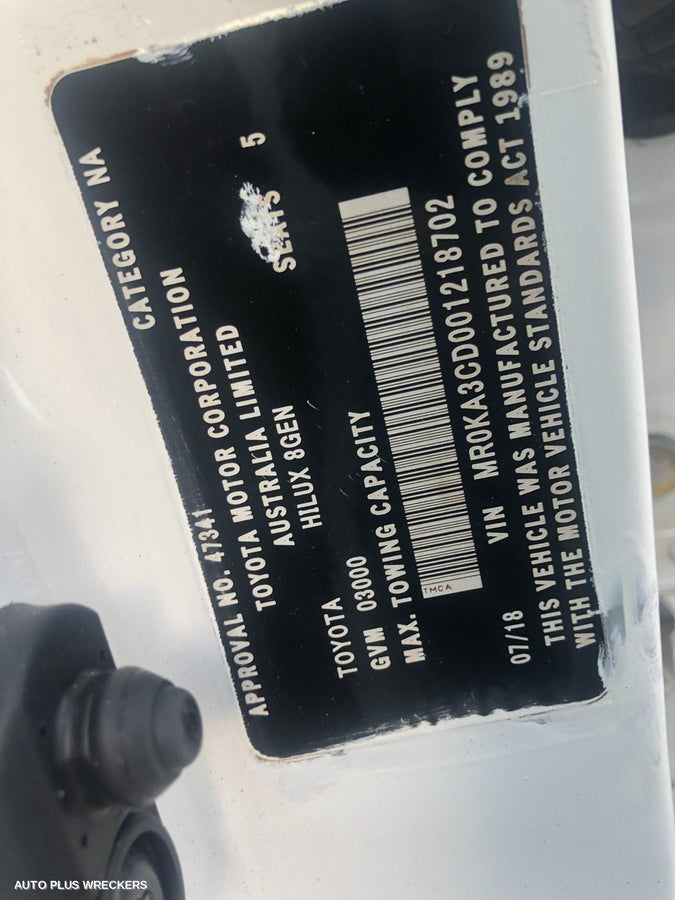 APPROVAL NO. 47341 CATEGORY NA
TOYOTA MOTOR CORPORATION
AUSTRALIA LIMITED
HILUX 8GEN SEATS 5
TOYOTA
GVM 03000
MAX. TOWING CAPACITY
TMCA
VIN MR0KA3CD001218702
07/18
THIS VEHICLE WAS MANUFACTURED TO COMPLY
WITH THE MOTOR VEHICLE STANDARDS ACT 1989
AUTO PLUS WRECKERS